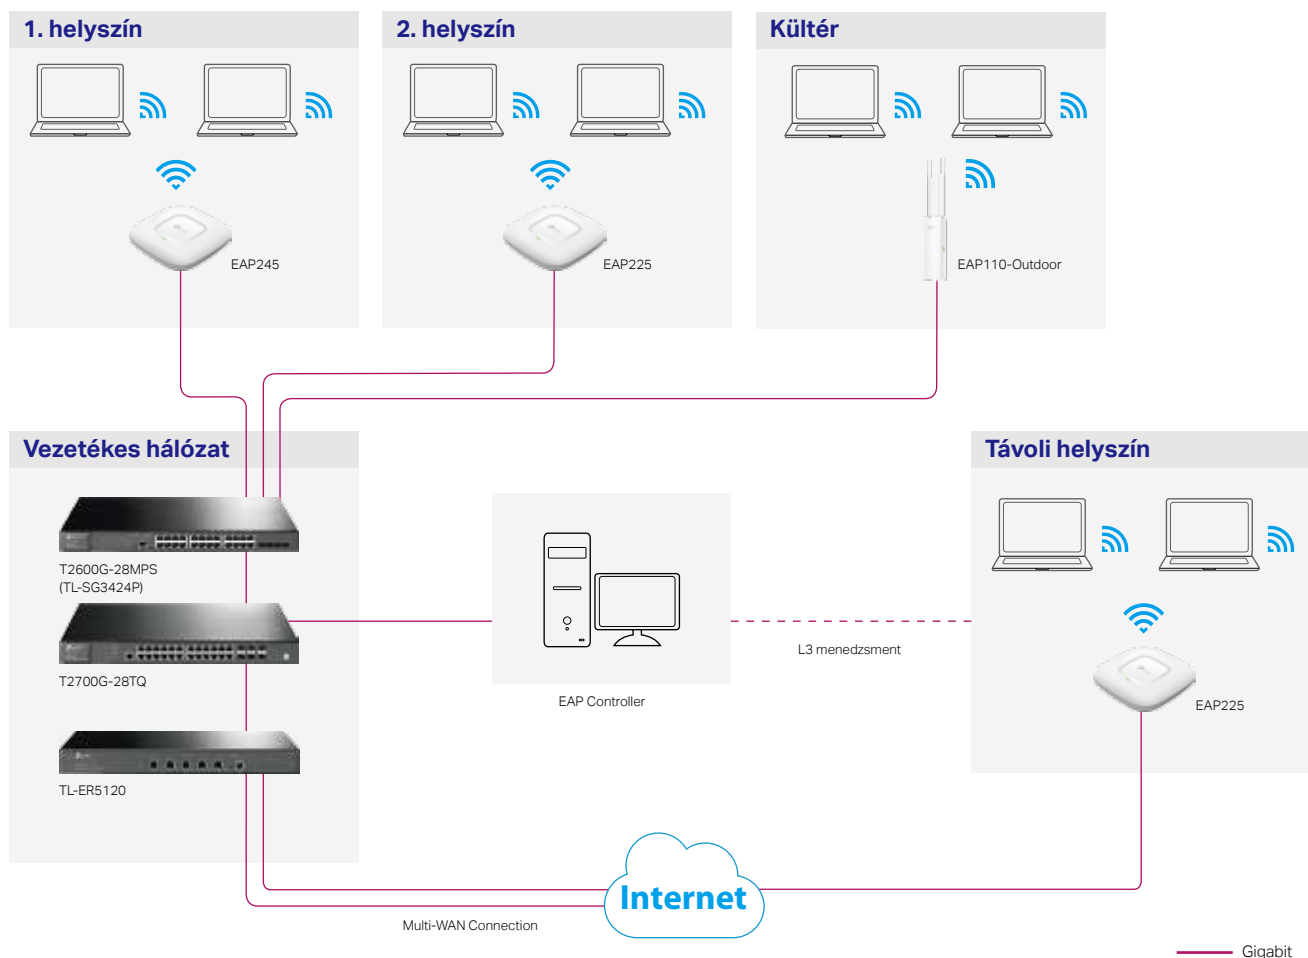 1. helyszín
2. helyszín
Kültér
EAP245
EAP225
EAP110-Outdoor
Vezetékes hálózat
Távoli helyszín
T2600G-28MPS
(TL-SG3424P)
T2700G-28TQ
TL-ER5120
EAP Controller
L3 menedzsment
EAP225
Internet
Multi-WAN Connection
Gigabit